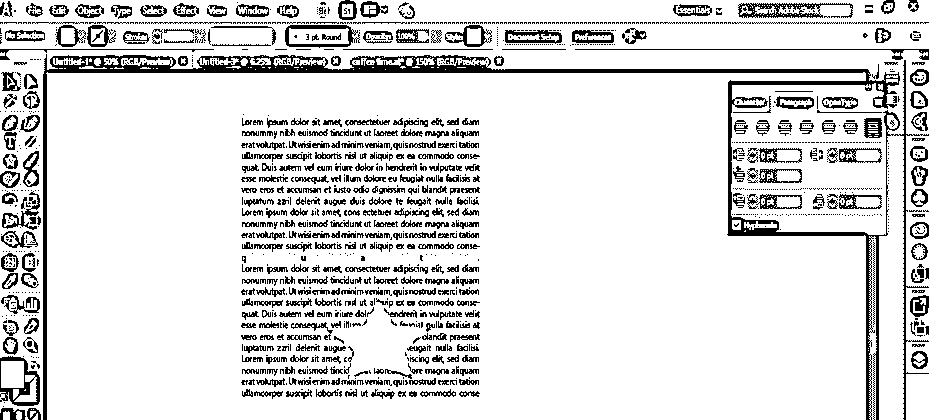 File Edit Object Type Select Effect View Window Help
Essentials
No Selection Stroke 3 pt. Round Opacity Style Document Setup Preferences
Untitled-1* @ 50% (RGB/Preview) Untitled-3* @ 6.25% (RGB/Preview) coffee time.ai* @ 150% (RGB/Preview)
Character Paragraph OpenType
0 pt 0 pt
0 pt
0 pt 0 pt
Hyphenate
Lorem ipsum dolor sit amet, consectetuer adipiscing elit, sed diam
nonummy nibh euismod tincidunt ut laoreet dolore magna aliquam
erat volutpat. Ut wisi enim ad minim veniam, quis nostrud exerci tation
ullamcorper suscipit lobortis nisl ut aliquip ex ea commodo conse-
quat. Duis autem vel eum iriure dolor in hendrerit in vulputate velit
esse molestie consequat, vel illum dolore eu feugiat nulla facilisis at
vero eros et accumsan et iusto odio dignissim qui blandit praesent
luptatum zzril delenit augue duis dolore te feugait nulla facilisi.
Lorem ipsum dolor sit amet, cons ectetuer adipiscing elit, sed diam
nonummy nibh euismod tincidunt ut laoreet dolore magna aliquam
erat volutpat. Ut wisi enim ad minim veniam, quis nostrud exerci tation
ullamcorper suscipit lobortis nisl ut aliquip ex ea commodo conse-
q u a t .
Lorem ipsum dolor sit amet, consectetuer adipiscing elit, sed diam
nonummy nibh euismod tincidunt ut laoreet dolore magna aliquam
erat volutpat. Ut wisi enim ad minim veniam, quis nostrud exerci tation
ullamcorper suscipit lobortis nisl ut aliquip ex ea commodo conse-
quat. Duis autem vel eum iriure dolor hendrerit in vulputate velit
esse molestie consequat, vel illum nulla facilisis at
vero eros et accumsan et blandit praesent
luptatum zzril delenit augue feugait nulla facilisi.
Lorem ipsum dolor sit amet, co iscing elit, sed diam
nonummy nibh euismod tincid laoreet ore magna aliquam
erat volutpat. Ut wisi enim ad minim veniam, quis nostrud exerci tation
ullamcorper suscipit lobortis nisl ut aliquip ex ea commodo conse